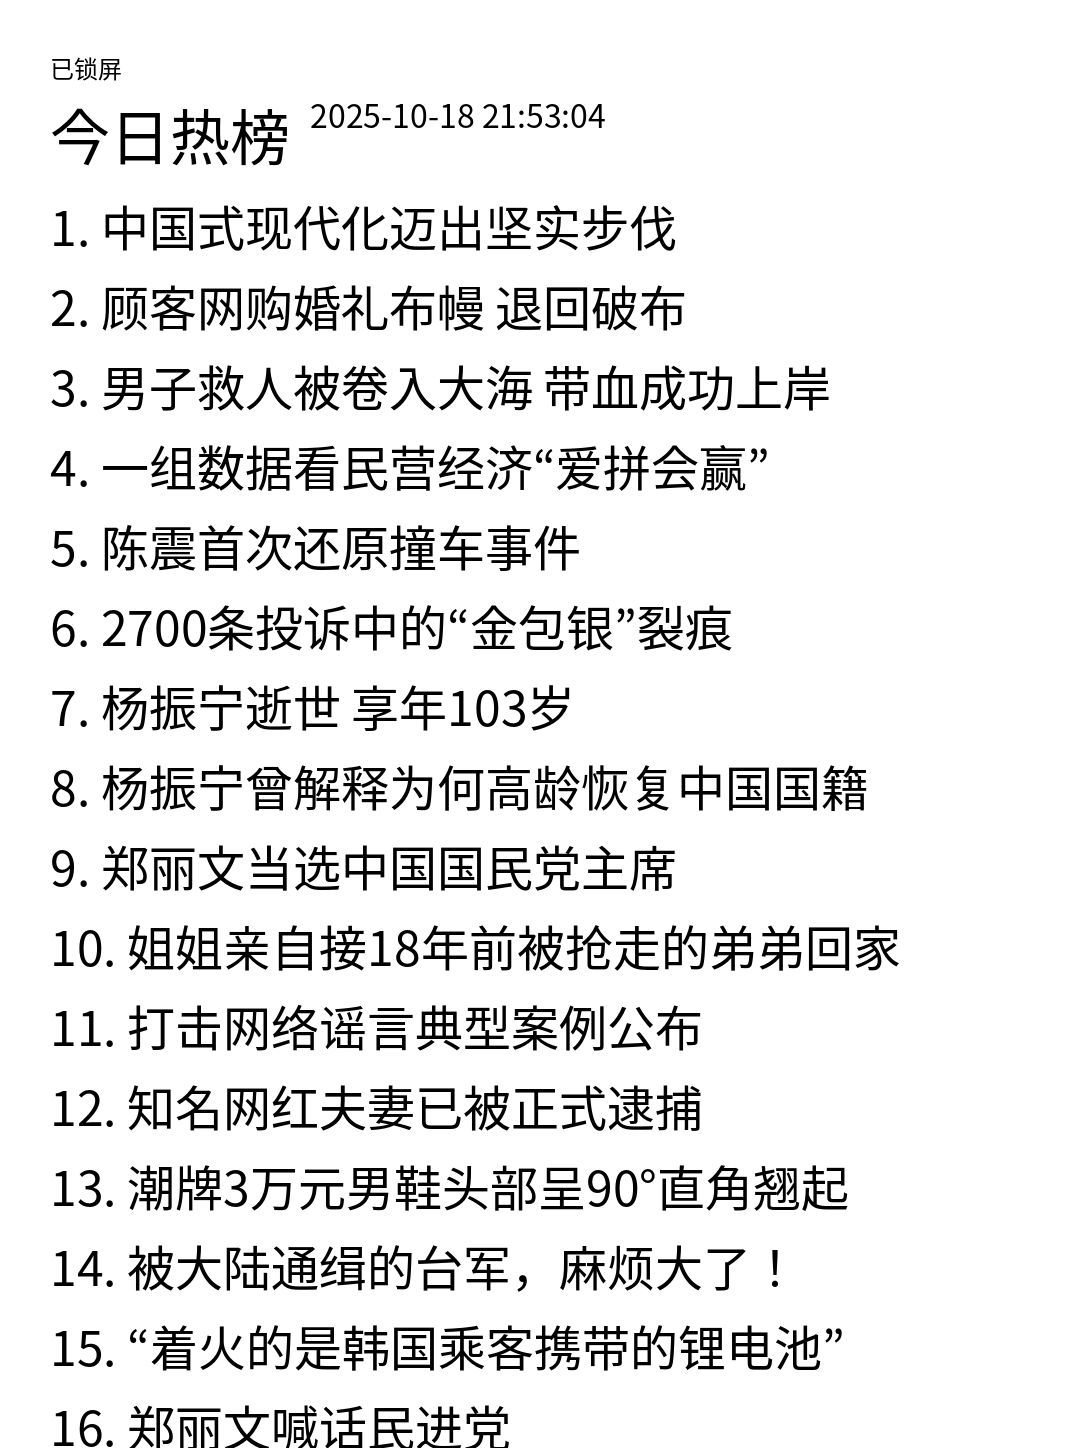 已锁屏
今日热榜 2025-10-18 21:53:04
1. 中国式现代化迈出坚实步伐
2. 顾客网购婚礼布幔 退回破布
3. 男子救人被卷入大海 带血成功上岸
4. 一组数据看民营经济“爱拼会赢”
5. 陈震首次还原撞车事件
6. 2700条投诉中的“金包银”裂痕
7. 杨振宁逝世 享年103岁
8. 杨振宁曾解释为何高龄恢复中国国籍
9. 郑丽文当选中国国民党主席
10. 姐姐亲自接18年前被抢走的弟弟回家
11. 打击网络谣言典型案例公布
12. 知名网红夫妻已被正式逮捕
13. 潮牌3万元男鞋头部呈90°直角翘起
14. 被大陆通缉的台军，麻烦大了！
15. “着火的是韩国乘客携带的锂电池”
16. 郑丽文喊话民进党